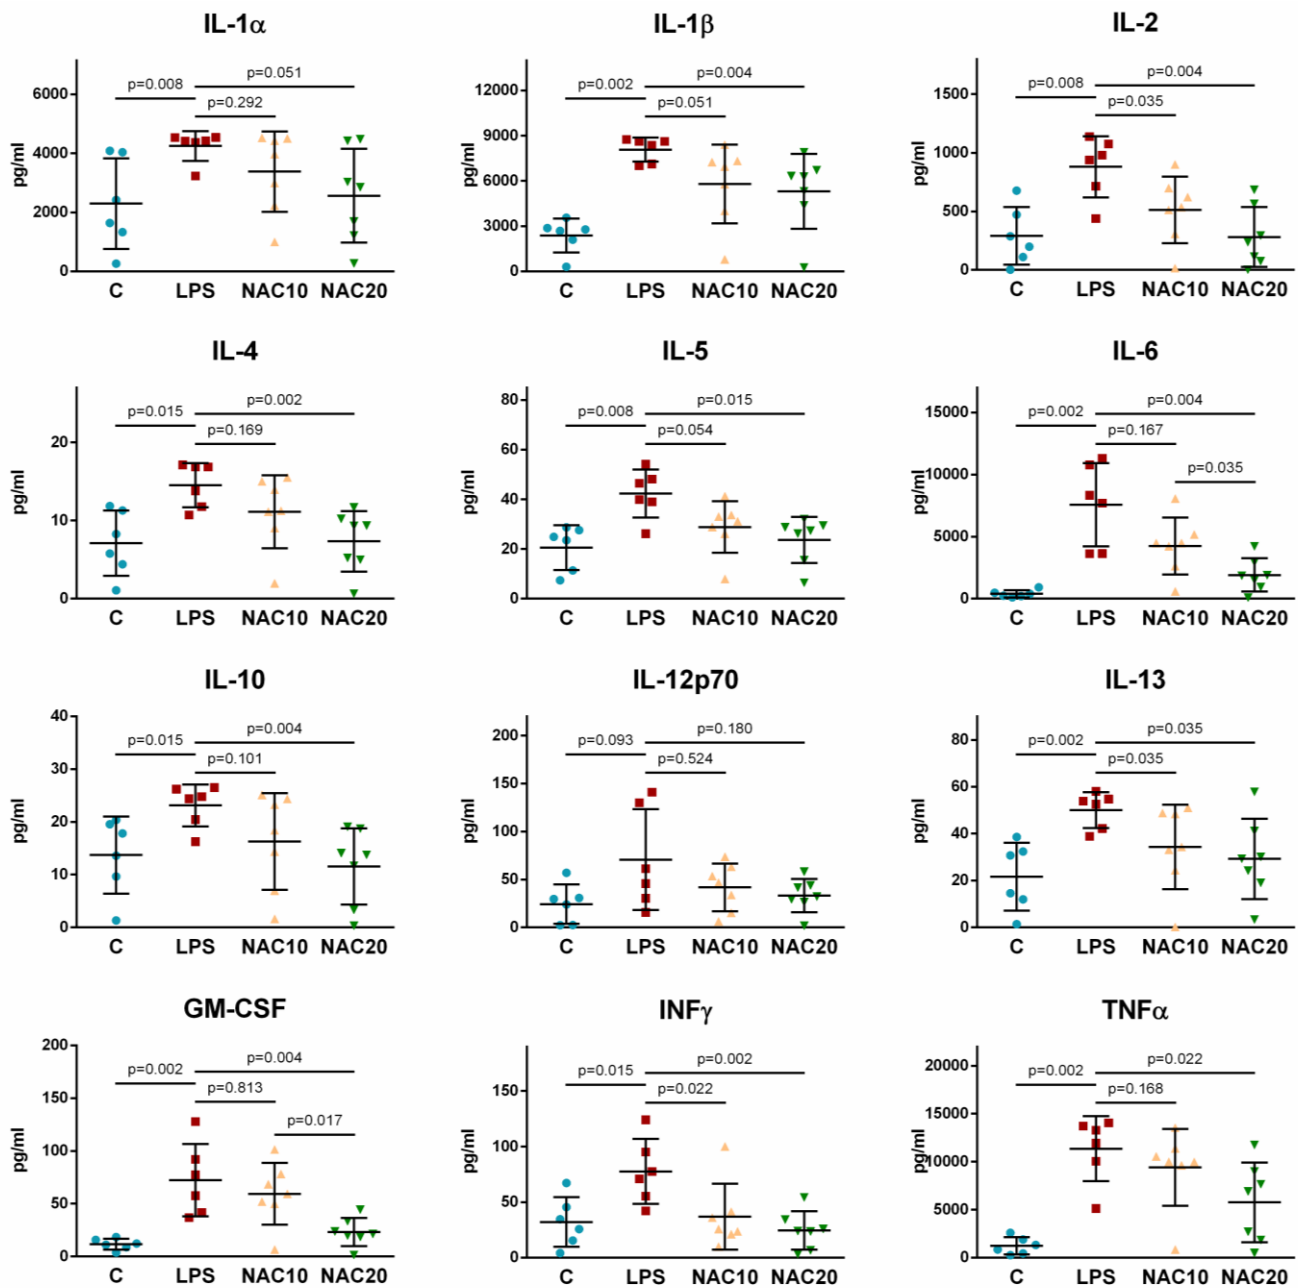 IL-1α
IL-1β
IL-2
p=0.008
p=0.051
p=0.292
pg/ml
6000
4000
2000
0
C LPS NAC10 NAC20
p=0.002
p=0.004
p=0.051
pg/ml
12000
9000
6000
3000
0
C LPS NAC10 NAC20
p=0.008
p=0.004
p=0.035
pg/ml
1500
1000
500
0
C LPS NAC10 NAC20
IL-4
IL-5
IL-6
p=0.015
p=0.002
p=0.169
pg/ml
20
10
0
C LPS NAC10 NAC20
p=0.008
p=0.015
p=0.054
pg/ml
80
60
40
20
0
C LPS NAC10 NAC20
p=0.002
p=0.004
p=0.167
p=0.035
pg/ml
15000
10000
5000
0
C LPS NAC10 NAC20
IL-10
IL-12p70
IL-13
p=0.015
p=0.004
p=0.101
pg/ml
40
30
20
10
0
C LPS NAC10 NAC20
p=0.093
p=0.180
p=0.524
pg/ml
200
150
100
50
0
C LPS NAC10 NAC20
p=0.002
p=0.035
p=0.035
pg/ml
80
60
40
20
0
C LPS NAC10 NAC20
GM-CSF
INFγ
TNFα
p=0.002
p=0.004
p=0.813
p=0.017
pg/ml
200
150
100
50
0
C LPS NAC10 NAC20
p=0.015
p=0.002
p=0.022
pg/ml
150
100
50
0
C LPS NAC10 NAC20
p=0.002
p=0.022
p=0.168
pg/ml
20000
15000
10000
5000
0
C LPS NAC10 NAC20